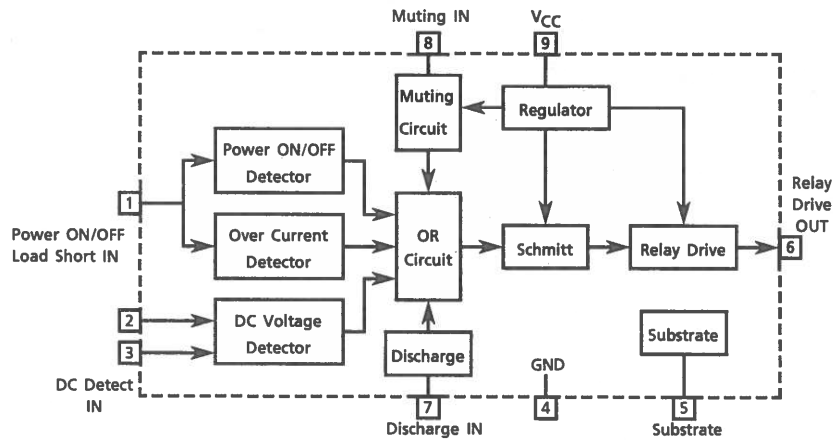 Muting IN
VCC
8
9
Muting
Circuit
Regulator
Power ON/OFF
Detector
1
Relay
Drive
OUT
Power ON/OFF
Load Short IN
Over Current
Detector
OR
Circuit
Schmitt
Relay Drive
6
2
3
DC Voltage
Detector
Substrate
Discharge
GND
DC Detect
IN
7
4
5
Discharge IN
Substrate